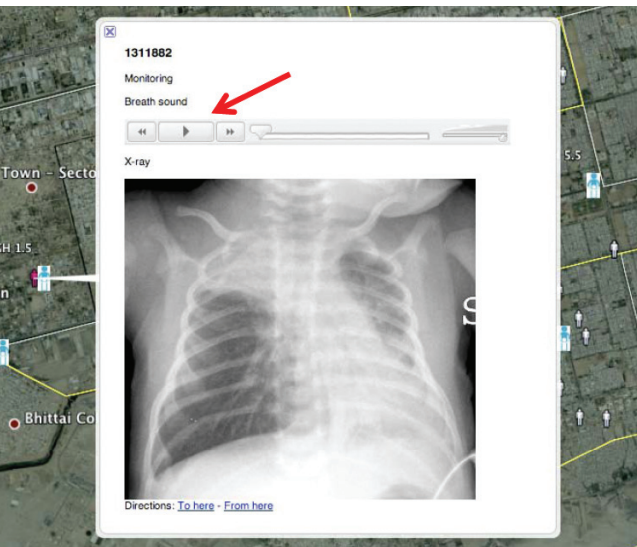 1311882
Monitoring
Breath sound
X-ray
Town - Secto
5.5
H 1.5
n
S
Bhittai Co
Directions: To here - From here